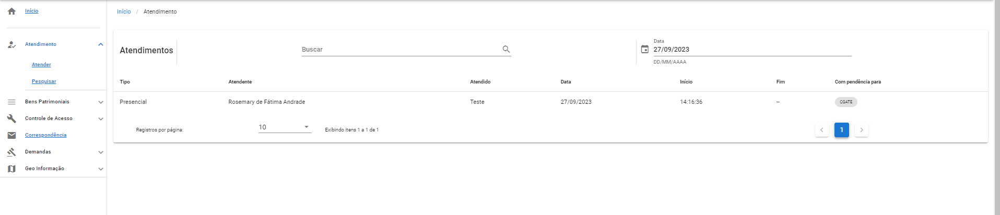 Início
Atendimento
Atender
Pesquisar
Bens Patrimoniais
Controle de Acesso
Correspondência
Demandas
Geo Informação
Início / Atendimento
Atendimentos
Buscar
Data
27/09/2023
DD/MM/AAAA
Tipo Atendente Atendido Data Início Fim Com pendência para
Presencial Rosemary de Fátima Andrade Teste 27/09/2023 14:16:36 -- CGATE
Registros por página: 10 Exibindo itens 1 a 1 de 1 1